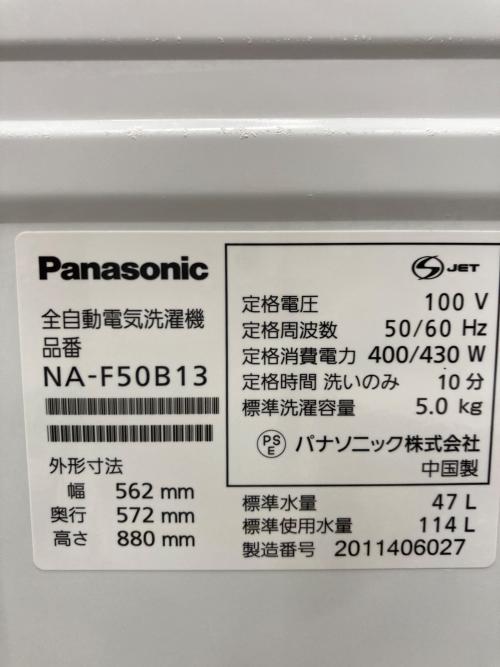 Panasonic
全自動電気洗濯機
品番
NA-F50B13
外形寸法
幅 562 mm
奥行 572 mm
高さ 880 mm
S JET
定格電圧 100 V
定格周波数 50/60 Hz
定格消費電力 400/430 W
定格時間 洗いのみ 10分
標準洗濯容量 5.0 kg
PSE パナソニック株式会社
中国製
標準水量 47 L
標準使用水量 114 L
製造番号 2011406027